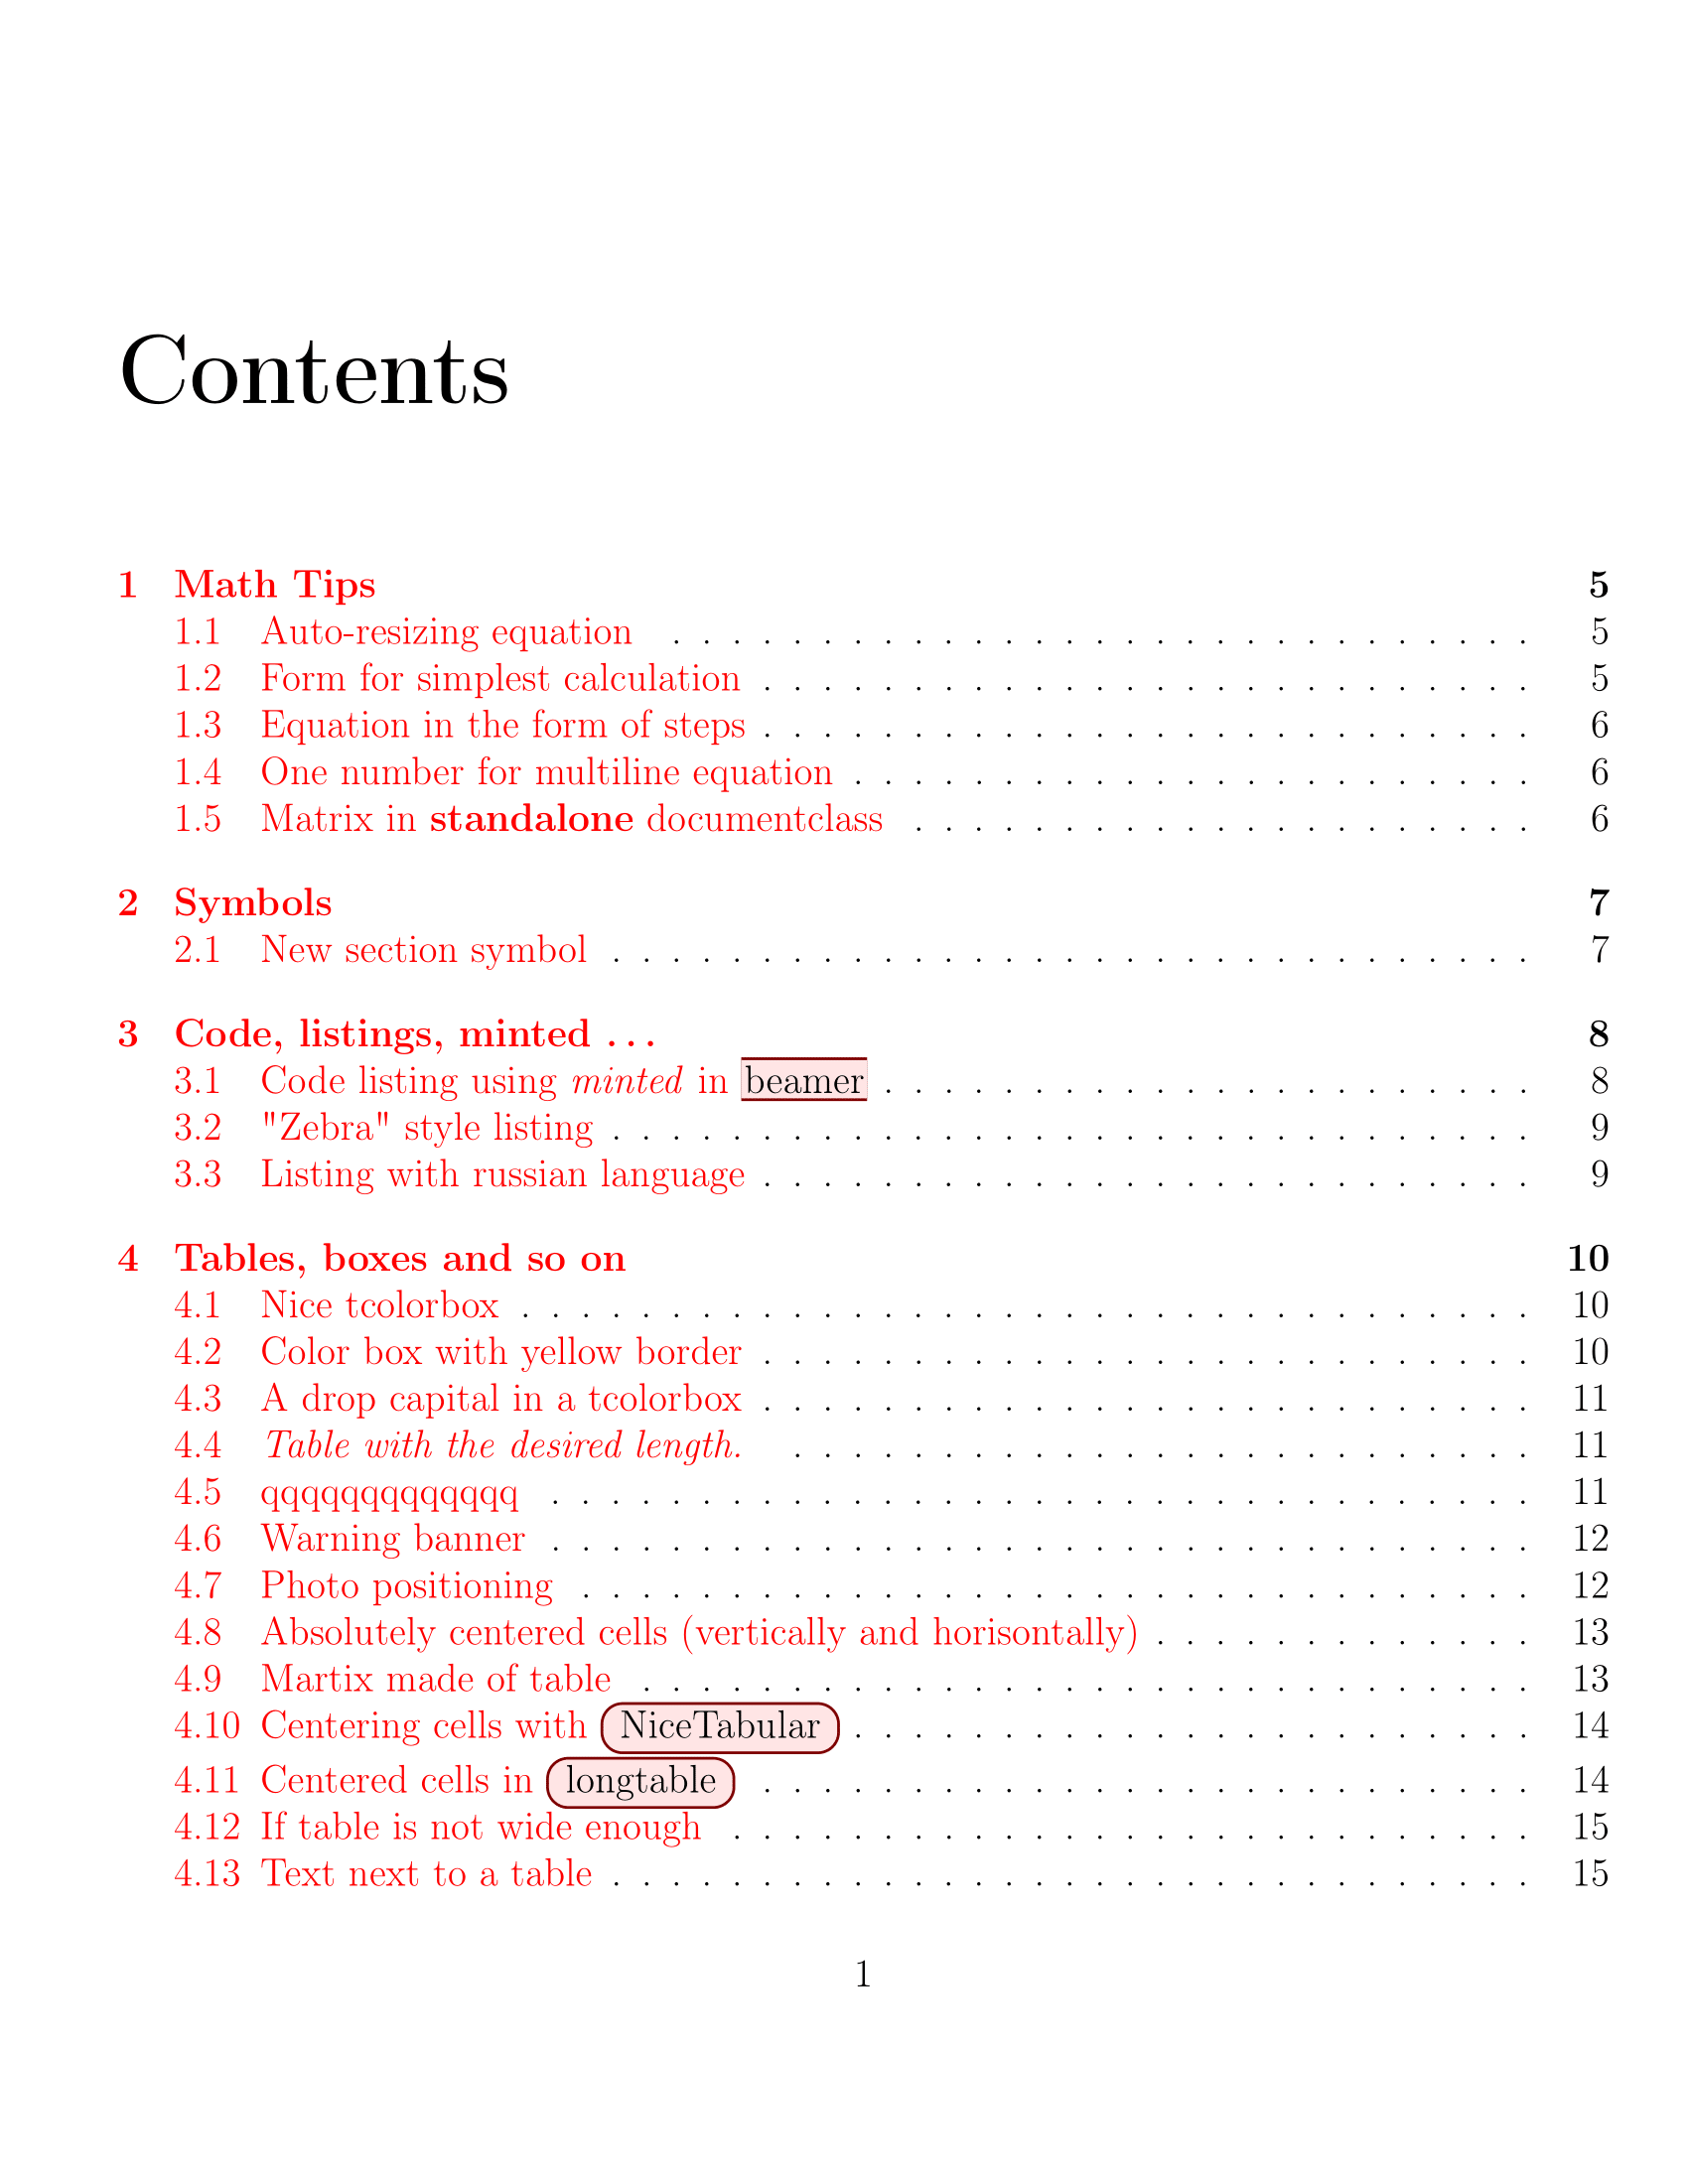 Contents
1 Math Tips 5
1.1 Auto-resizing equation . . . . . . . . . . . . . . . . . . . . . . . . . . . . . 5
1.2 Form for simplest calculation . . . . . . . . . . . . . . . . . . . . . . . . . . 5
1.3 Equation in the form of steps . . . . . . . . . . . . . . . . . . . . . . . . . . 6
1.4 One number for multiline equation . . . . . . . . . . . . . . . . . . . . . . . 6
1.5 Matrix in standalone documentclass . . . . . . . . . . . . . . . . . . . . . 6
2 Symbols 7
2.1 New section symbol . . . . . . . . . . . . . . . . . . . . . . . . . . . . . . . 7
3 Code, listings, minted . . . 8
3.1 Code listing using minted in beamer . . . . . . . . . . . . . . . . . . . . . . 8
3.2 "Zebra" style listing . . . . . . . . . . . . . . . . . . . . . . . . . . . . . . . 9
3.3 Listing with russian language . . . . . . . . . . . . . . . . . . . . . . . . . . 9
4 Tables, boxes and so on 10
4.1 Nice tcolorbox . . . . . . . . . . . . . . . . . . . . . . . . . . . . . . . . . . 10
4.2 Color box with yellow border . . . . . . . . . . . . . . . . . . . . . . . . . . 10
4.3 A drop capital in a tcolorbox . . . . . . . . . . . . . . . . . . . . . . . . . . 11
4.4 Table with the desired length. . . . . . . . . . . . . . . . . . . . . . . . . . 11
4.5 qqqqqqqqqqqqq . . . . . . . . . . . . . . . . . . . . . . . . . . . . . . . . . 11
4.6 Warning banner . . . . . . . . . . . . . . . . . . . . . . . . . . . . . . . . . 12
4.7 Photo positioning . . . . . . . . . . . . . . . . . . . . . . . . . . . . . . . . 12
4.8 Absolutely centered cells (vertically and horisontally) . . . . . . . . . . . . . 13
4.9 Martix made of table . . . . . . . . . . . . . . . . . . . . . . . . . . . . . . 13
4.10 Centering cells with NiceTabular . . . . . . . . . . . . . . . . . . . . . . . 14
4.11 Centered cells in longtable . . . . . . . . . . . . . . . . . . . . . . . . . . 14
4.12 If table is not wide enough . . . . . . . . . . . . . . . . . . . . . . . . . . . 15
4.13 Text next to a table . . . . . . . . . . . . . . . . . . . . . . . . . . . . . . . 15
1